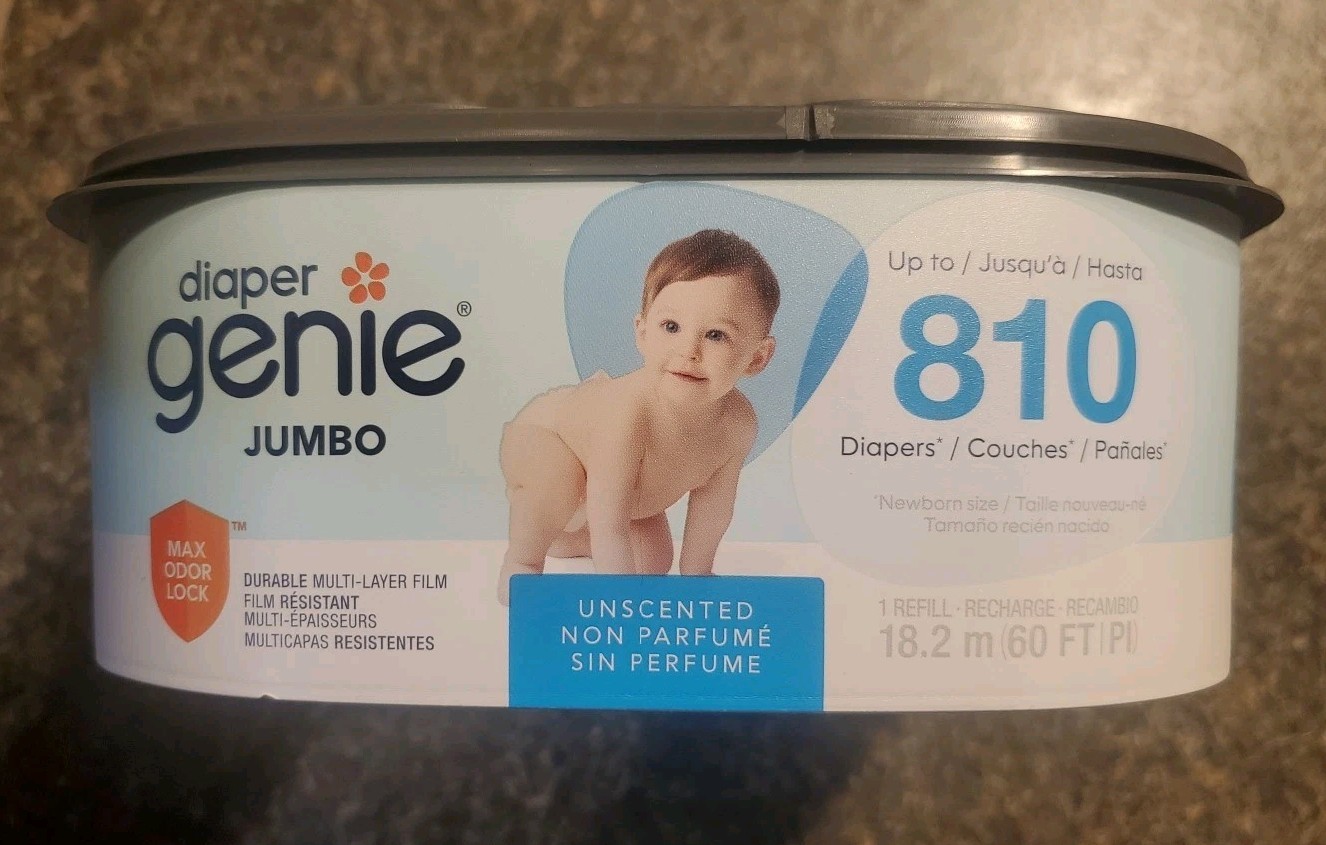 diaper
genie®
JUMBO
MAX
ODOR
LOCK
™
DURABLE MULTI-LAYER FILM
FILM RÉSISTANT
MULTI-ÉPAISSEURS
MULTICAPAS RESISTENTES
UNSCENTED
NON PARFUMÉ
SIN PERFUME
Up to / Jusqu'à / Hasta
810
Diapers* / Couches* / Pañales*
*Newborn size / Taille nouveau-né
Tamaño recién nacido
1 REFILL · RECHARGE · RECAMBIO
18.2 m (60 FT|PI)